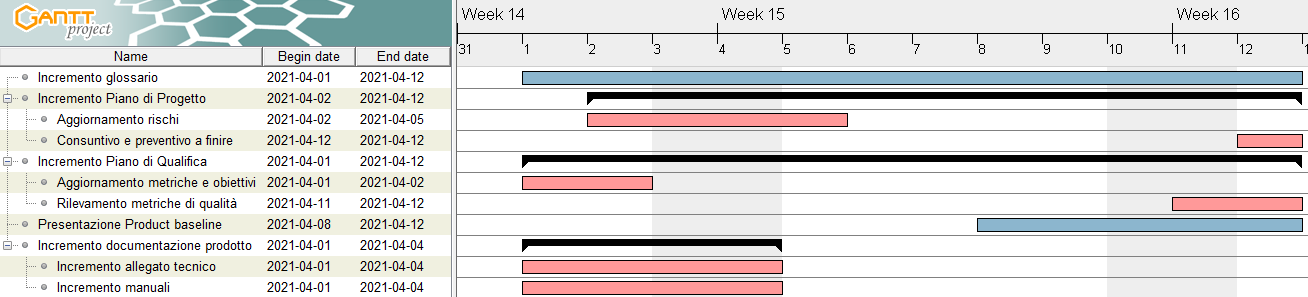 GANTT
project
Week 14 Week 15 Week 16
31 1 2 3 4 5 6 7 8 9 10 11 12 1
Name Begin date End date
Incremento glossario 2021-04-01 2021-04-12
Incremento Piano di Progetto 2021-04-02 2021-04-12
Aggiornamento rischi 2021-04-02 2021-04-05
Consuntivo e preventivo a finire 2021-04-12 2021-04-12
Incremento Piano di Qualifica 2021-04-01 2021-04-12
Aggiornamento metriche e obiettivi 2021-04-01 2021-04-02
Rilevamento metriche di qualità 2021-04-11 2021-04-12
Presentazione Product baseline 2021-04-08 2021-04-12
Incremento documentazione prodotto 2021-04-01 2021-04-04
Incremento allegato tecnico 2021-04-01 2021-04-04
Incremento manuali 2021-04-01 2021-04-04